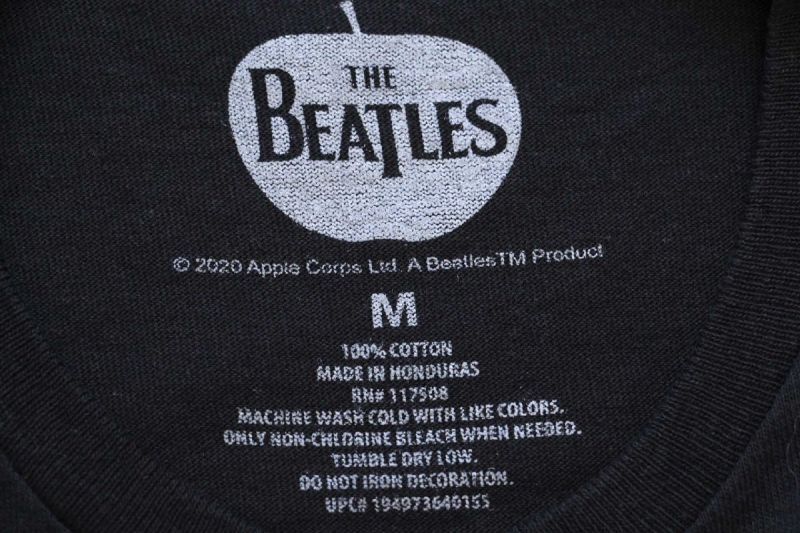 THE
BEATLES
© 2020 Apple Corps Ltd. A BeatlesTM Product
M
100% COTTON
MADE IN HONDURAS
RN# 117508
MACHINE WASH COLD WITH LIKE COLORS.
ONLY NON-CHLORINE BLEACH WHEN NEEDED.
TUMBLE DRY LOW.
DO NOT IRON DECORATION.
UPC# 194973640155